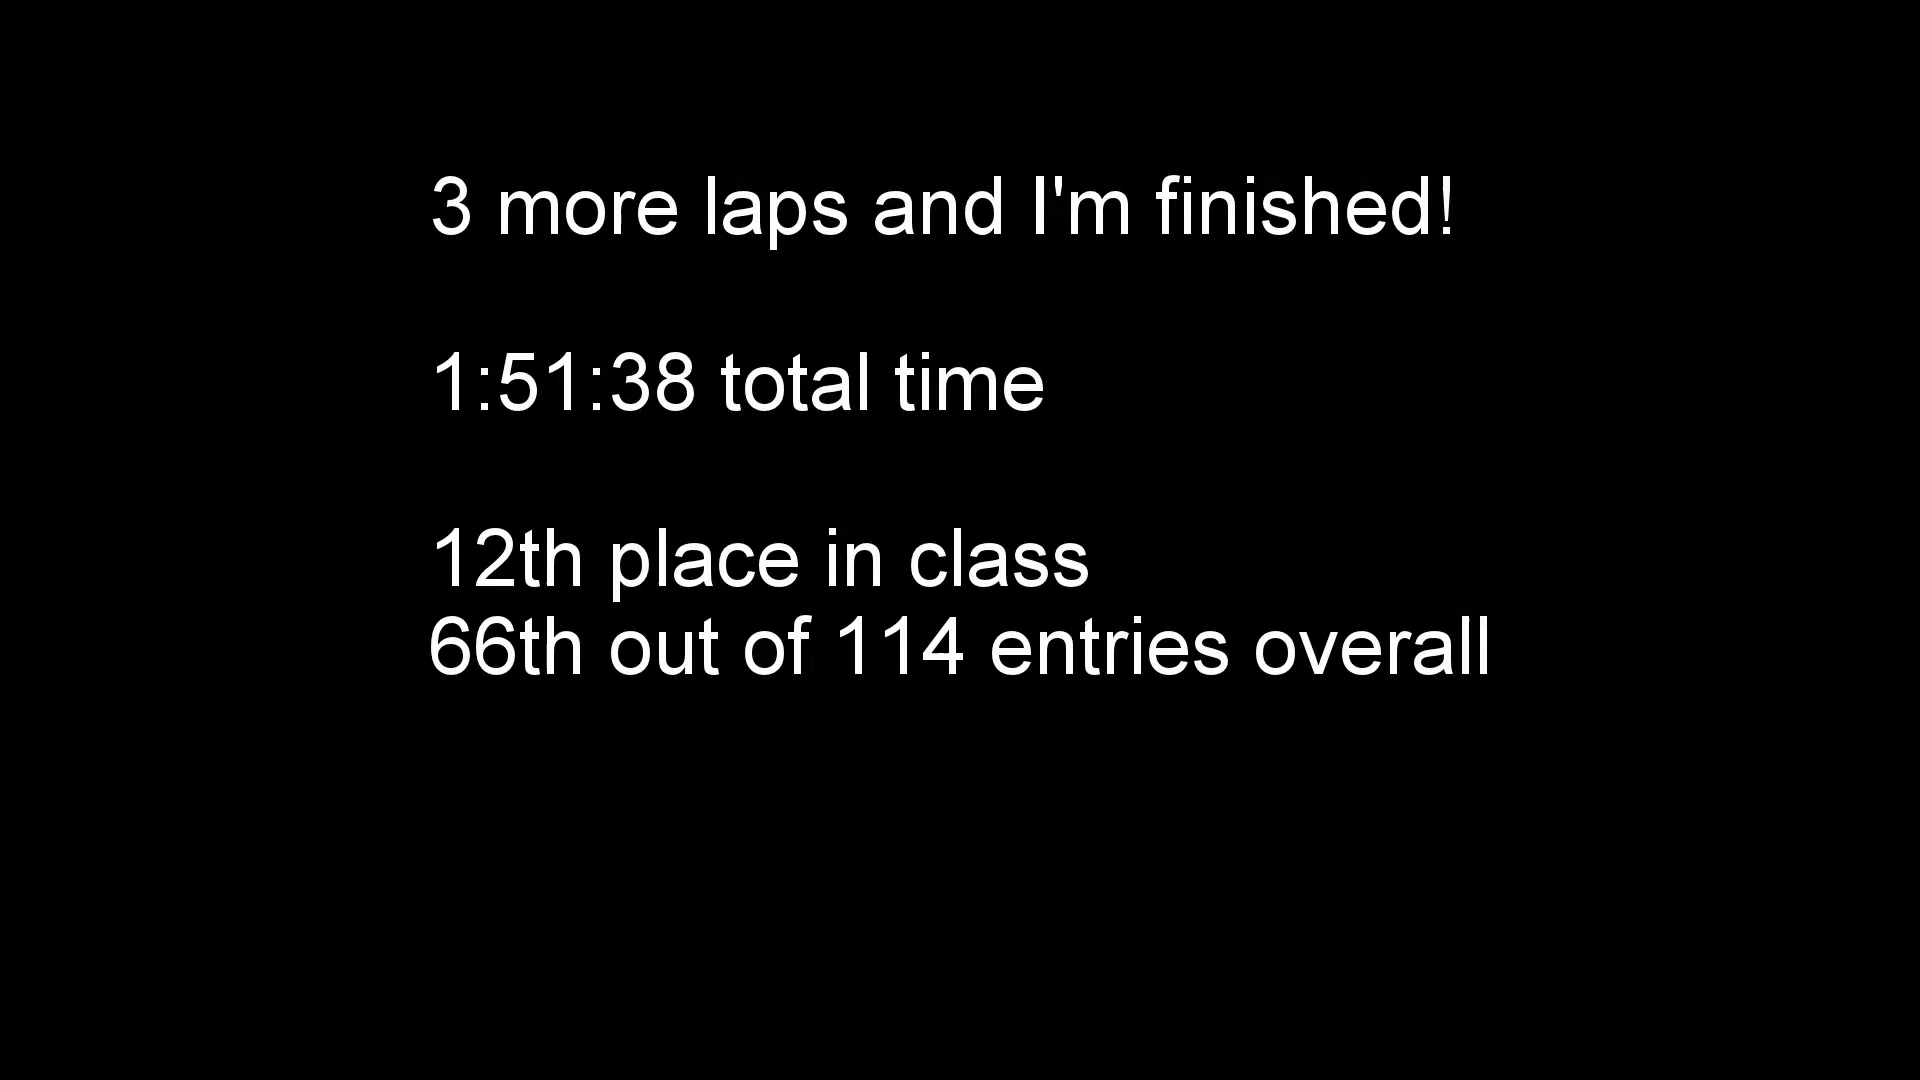 3 more laps and I'm finished!
1:51:38 total time
12th place in class
66th out of 114 entries overall